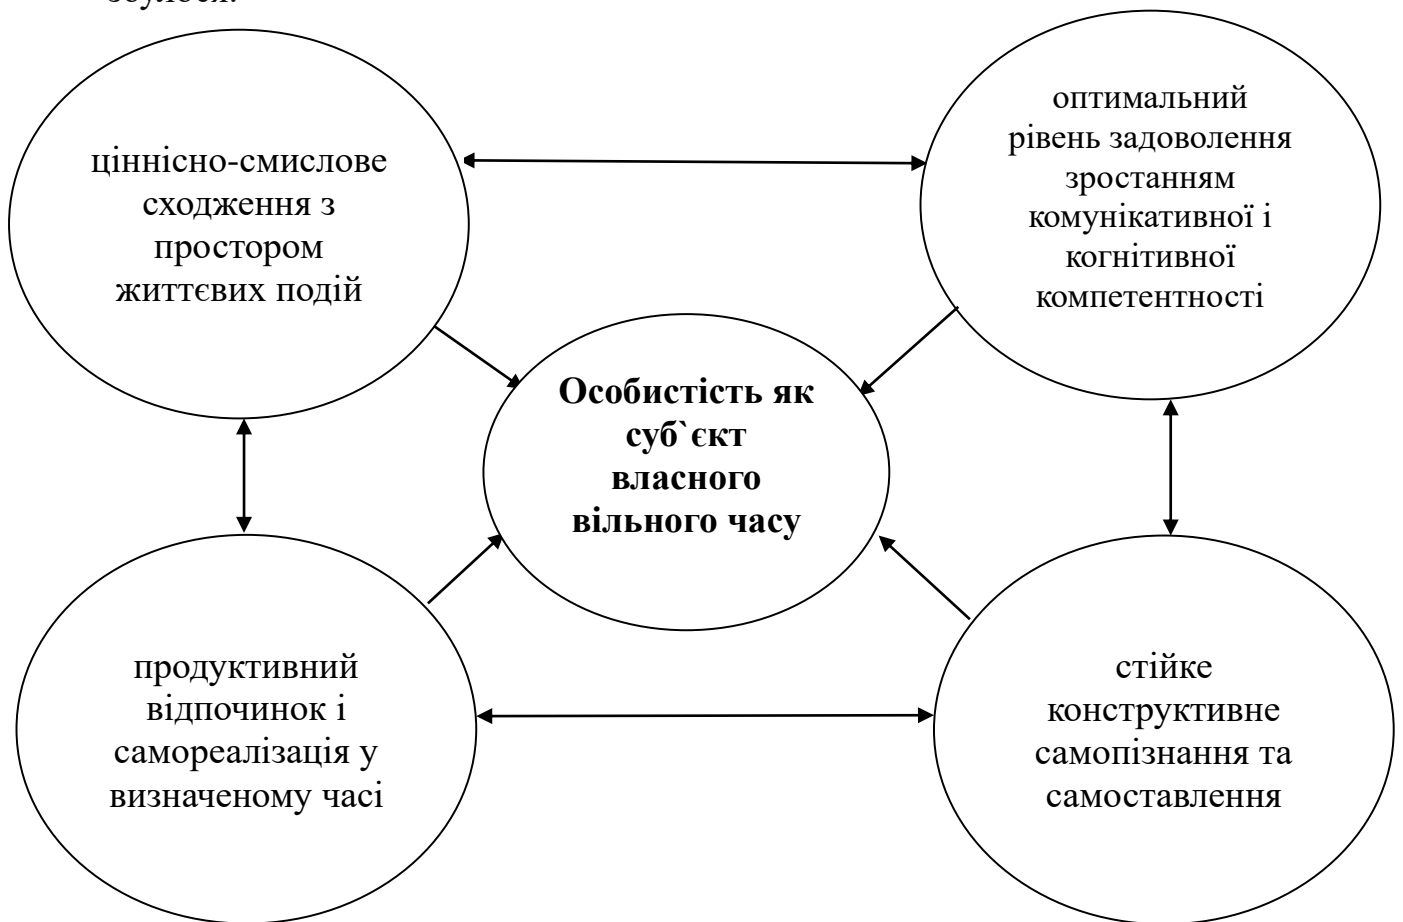 ціннісно-смислове
сходження з
простором
життєвих подій
оптимальний
рівень задоволення
зростанням
комунікативної і
когнітивної
компетентності
Особистість як
суб`єкт
власного
вільного часу
продуктивний
відпочинок і
самореалізація у
визначеному часі
стійке
конструктивне
самопізнання та
самоставлення